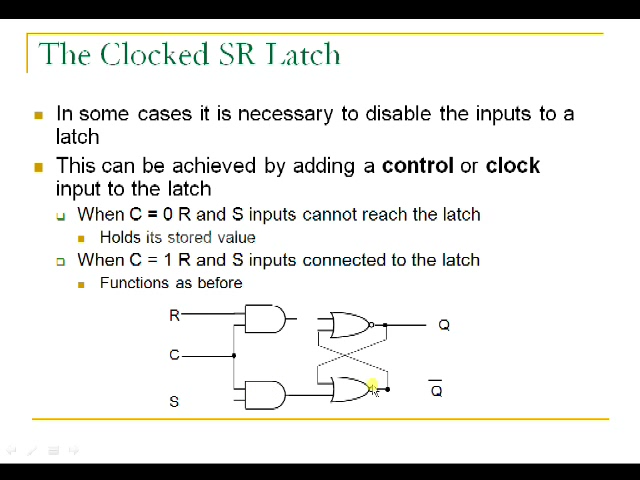 The Clocked SR Latch
In some cases it is necessary to disable the inputs to a
latch
This can be achieved by adding a control or clock
input to the latch
When C = 0 R and S inputs cannot reach the latch
Holds its stored value
When C = 1 R and S inputs connected to the latch
Functions as before
R
Q
C
S
Q̅